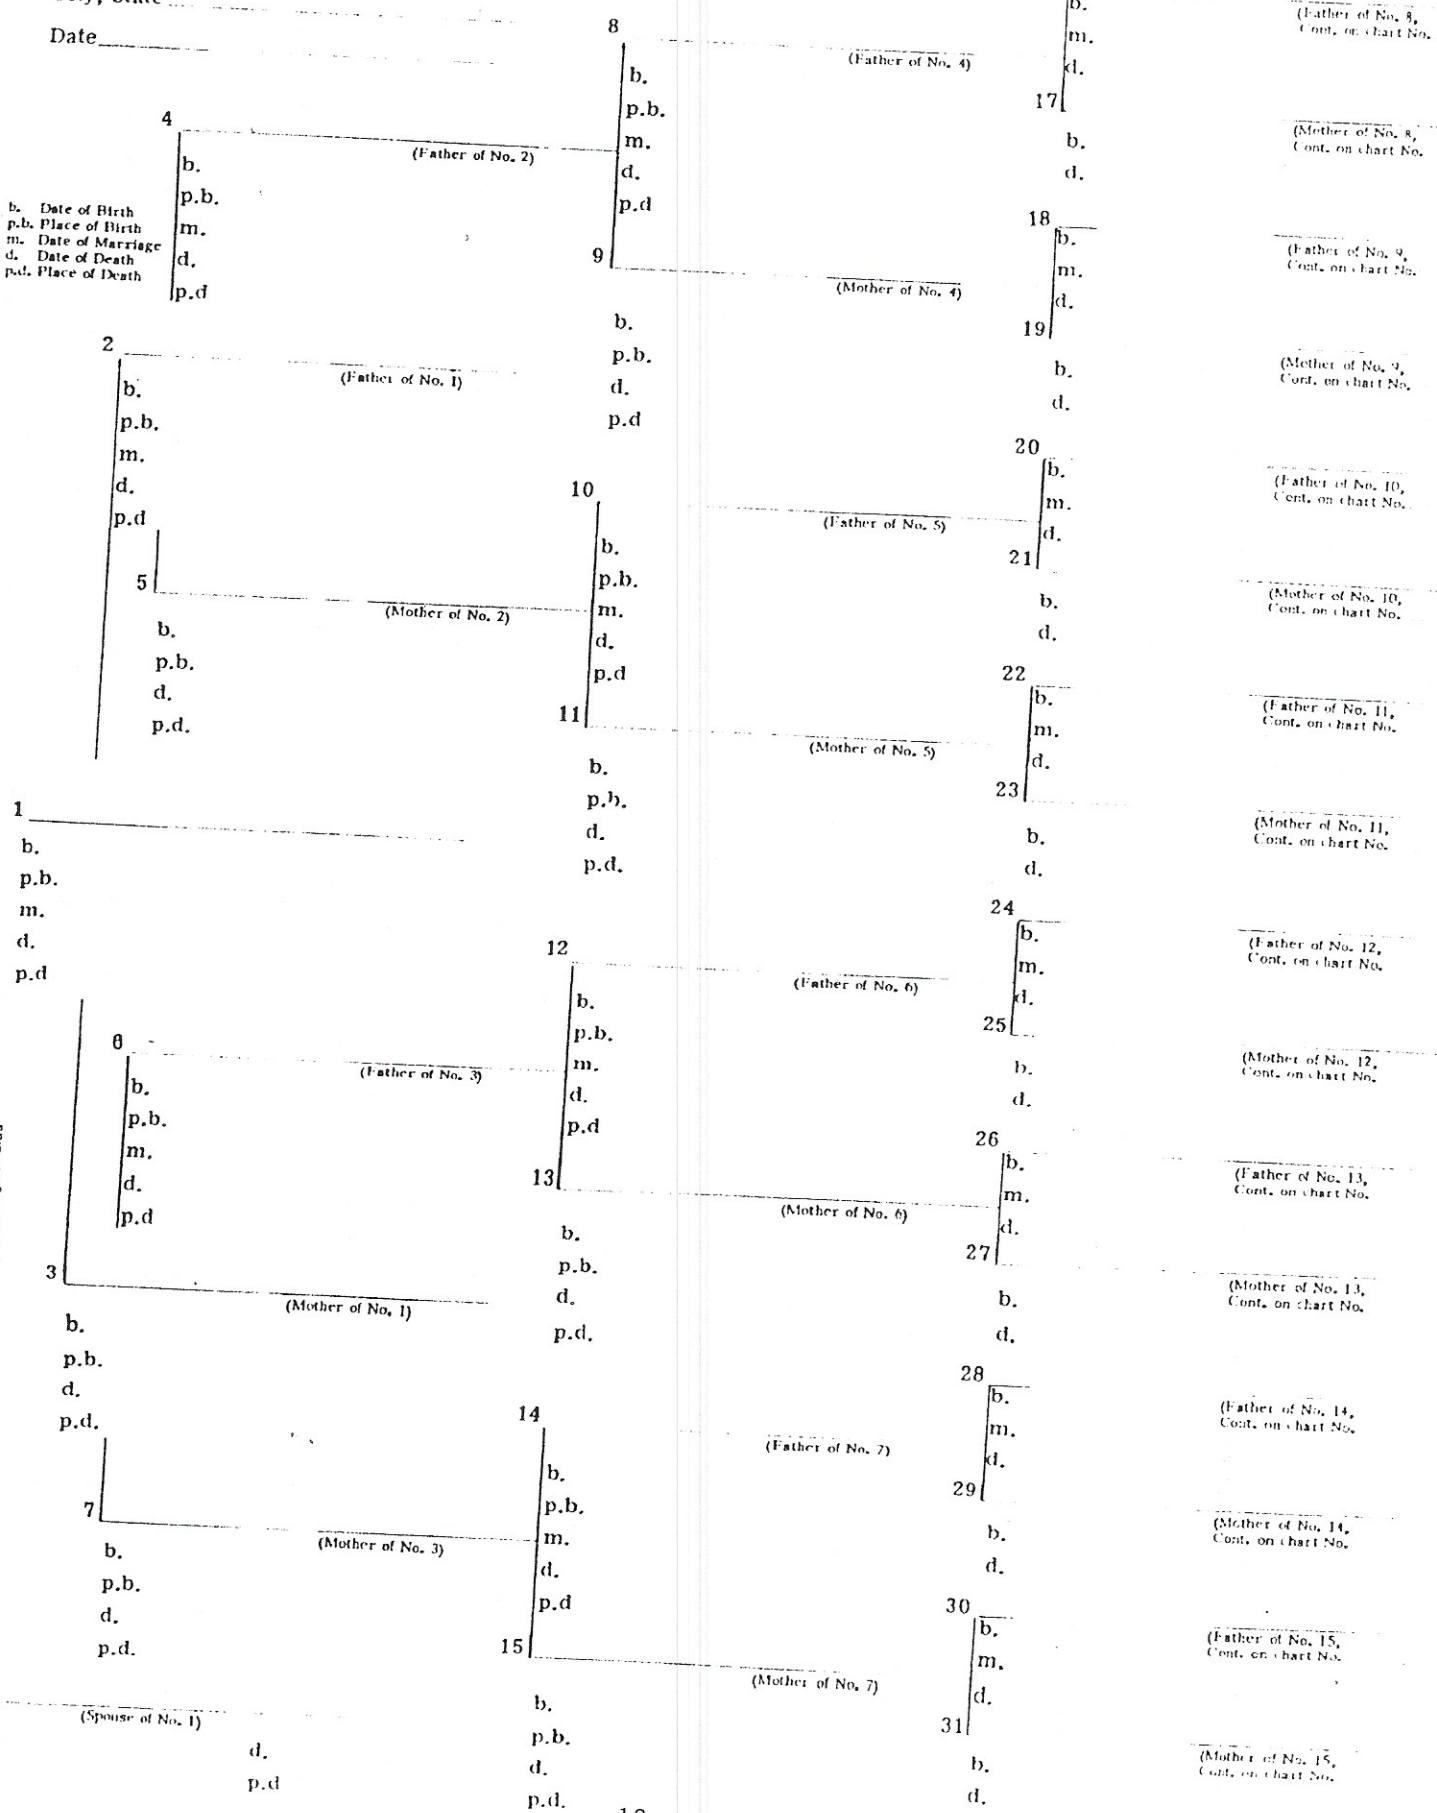 Date
b. Date of Birth
p.b. Place of Birth
m. Date of Marriage
d. Date of Death
p.d. Place of Death
4
(Father of No. 2)
b.
p.b.
m.
d.
p.d
2
(Father of No. 1)
b.
p.b.
m.
d.
p.d
5
(Mother of No. 2)
b.
p.b.
d.
p.d.
1
b.
p.b.
m.
d.
p.d
6
(Father of No. 3)
b.
p.b.
m.
d.
p.d
3
(Mother of No. 1)
b.
p.b.
d.
p.d.
7
(Mother of No. 3)
b.
p.b.
d.
p.d.
(Spouse of No. 1)
d.
p.d
8
(Father of No. 4)
b.
p.b.
m.
d.
p.d
9
(Mother of No. 4)
b.
p.b.
d.
p.d
10
(Father of No. 5)
b.
p.b.
m.
d.
p.d
11
(Mother of No. 5)
b.
p.b.
d.
p.d.
12
(Father of No. 6)
b.
p.b.
m.
d.
p.d
13
(Mother of No. 6)
b.
p.b.
d.
p.d.
14
(Father of No. 7)
b.
p.b.
m.
d.
p.d
15
(Mother of No. 7)
b.
p.b.
d.
p.d.
b.
(Father of No. 8,
Cont. on chart No.
m.
d.
17
(Mother of No. 8,
Cont. on chart No.
b.
d.
18
b.
(Father of No. 9,
Cont. on chart No.
m.
d.
19
(Mother of No. 9,
Cont. on chart No.
b.
d.
20
b.
(Father of No. 10,
Cont. on chart No.
m.
d.
21
(Mother of No. 10,
Cont. on chart No.
b.
d.
22
b.
(Father of No. 11,
Cont. on chart No.
m.
d.
23
(Mother of No. 11,
Cont. on chart No.
b.
d.
24
b.
(Father of No. 12,
Cont. on chart No.
m.
d.
25
(Mother of No. 12,
Cont. on chart No.
b.
d.
26
b.
(Father of No. 13,
Cont. on chart No.
m.
d.
27
(Mother of No. 13,
Cont. on chart No.
b.
d.
28
b.
(Father of No. 14,
Cont. on chart No.
m.
d.
29
(Mother of No. 14,
Cont. on chart No.
b.
d.
30
b.
(Father of No. 15,
Cont. on chart No.
m.
d.
31
(Mother of No. 15,
Cont. on chart No.
b.
d.